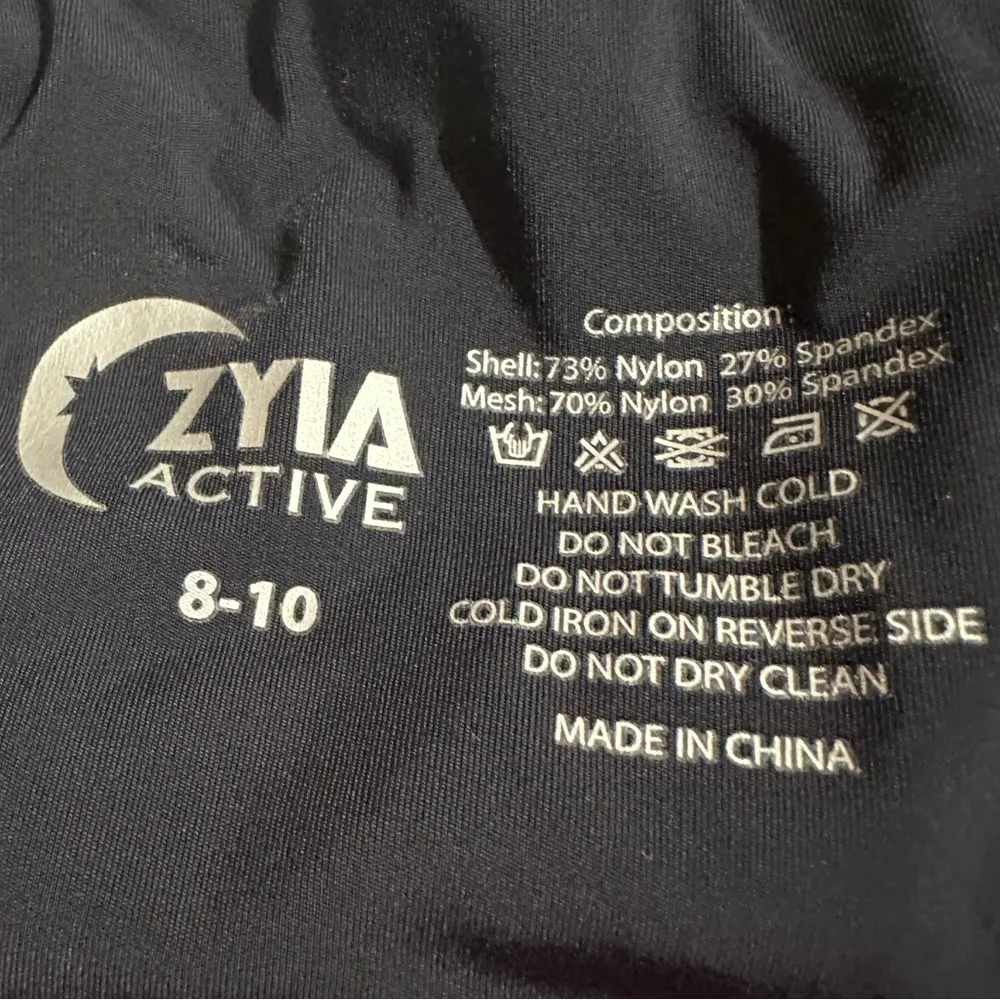 ZYIA
ACTIVE
8-10
Composition:
Shell: 73% Nylon 27% Spandex
Mesh: 70% Nylon 30% Spandex
HAND WASH COLD
DO NOT BLEACH
DO NOT TUMBLE DRY
COLD IRON ON REVERSE SIDE
DO NOT DRY CLEAN
MADE IN CHINA